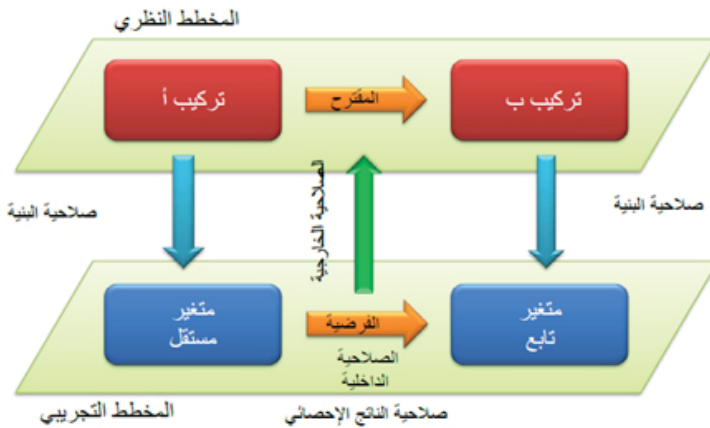 المخطط النظري
تركيب أ
المقترح
تركيب ب
صلاحية البنية
الصلاحية الخارجية
صلاحية البنية
متغير
مستقل
الفرضية
متغير
تابع
الصلاحية
الداخلية
صلاحية الناتج الإحصائي
المخطط التجريبي